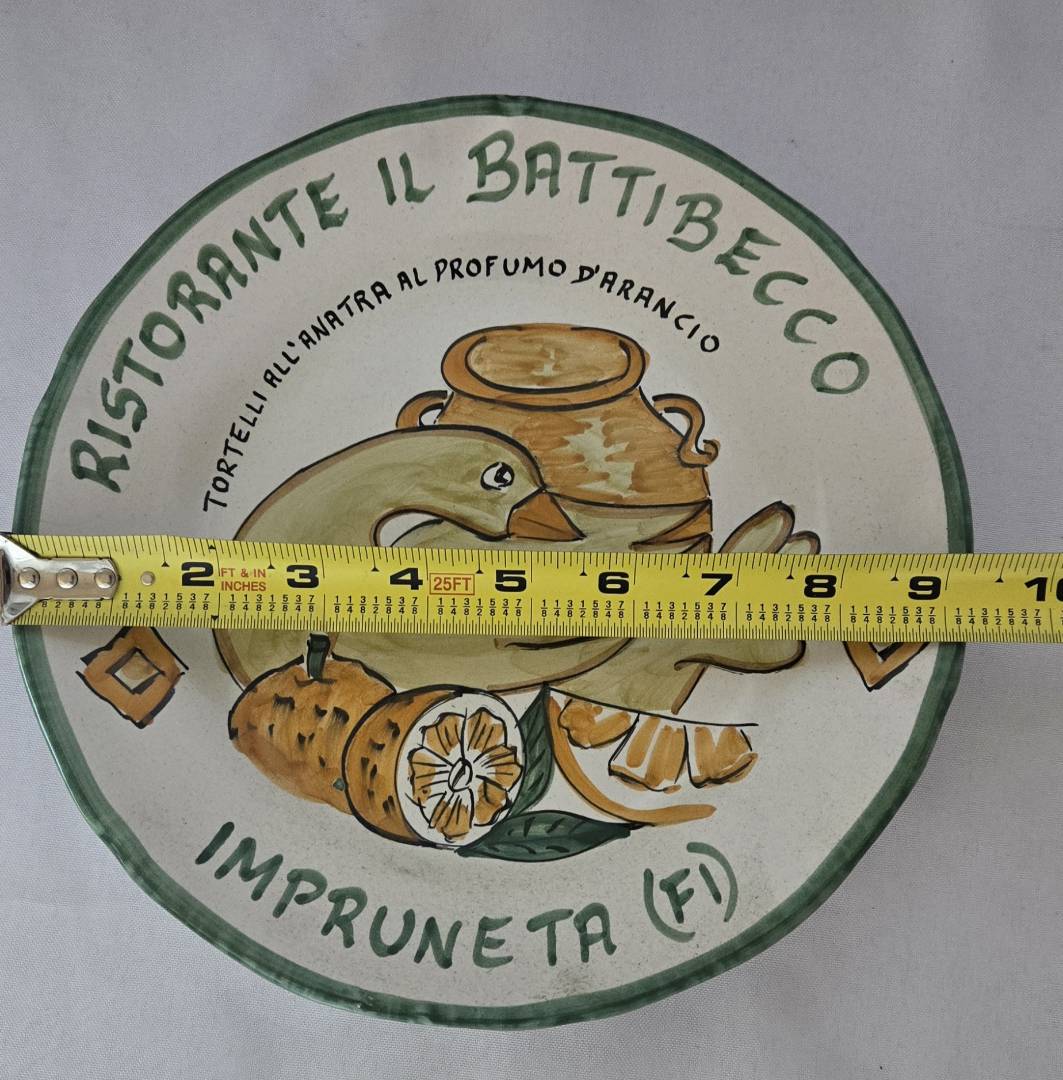 RISTORANTE IL BATTIBECCO
TORTELLI ALL'ANATRA AL PROFUMO D'ARANCIO
2 FT & IN INCHES 3 4 25FT 5 6 7 8 9 10
IMPRUNETA (FI)